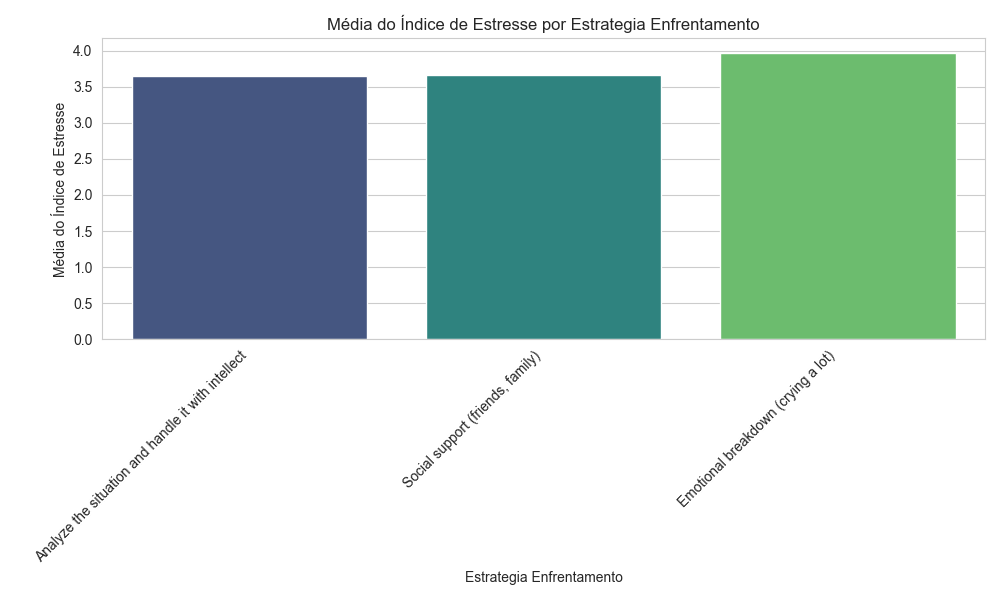 Média do Índice de Estresse por Estrategia Enfrentamento
Média do Índice de Estresse
4.0
3.5
3.0
2.5
2.0
1.5
1.0
0.5
0.0
Analyze the situation and handle it with intellect
Social support (friends, family)
Emotional breakdown (crying a lot)
Estrategia Enfrentamento